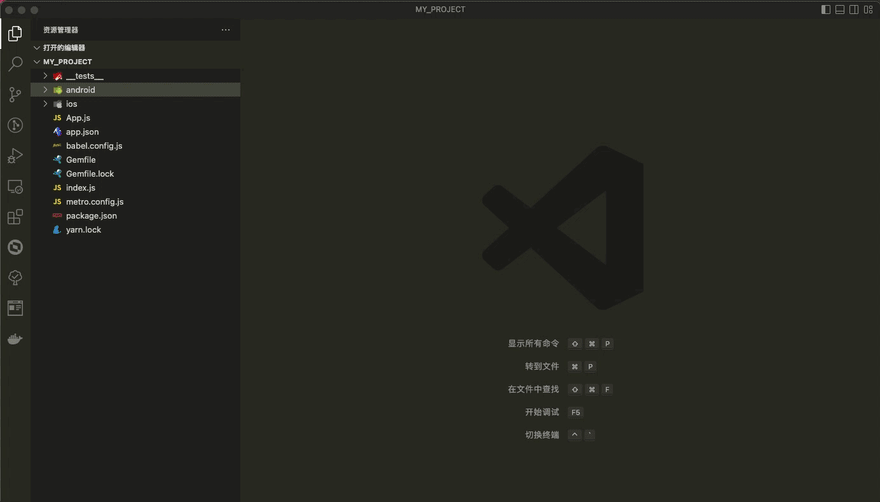 MY_PROJECT
资源管理器
打开的编辑器
MY_PROJECT
__tests__
android
ios
JS App.js
app.json
babel.config.js
Gemfile
Gemfile.lock
JS index.js
JS metro.config.js
package.json
yarn.lock
显示所有命令 ⇧ ⌘ P
转到文件 ⌘ P
在文件中查找 ⇧ ⌘ F
开始调试 F5
切换终端 ^ `